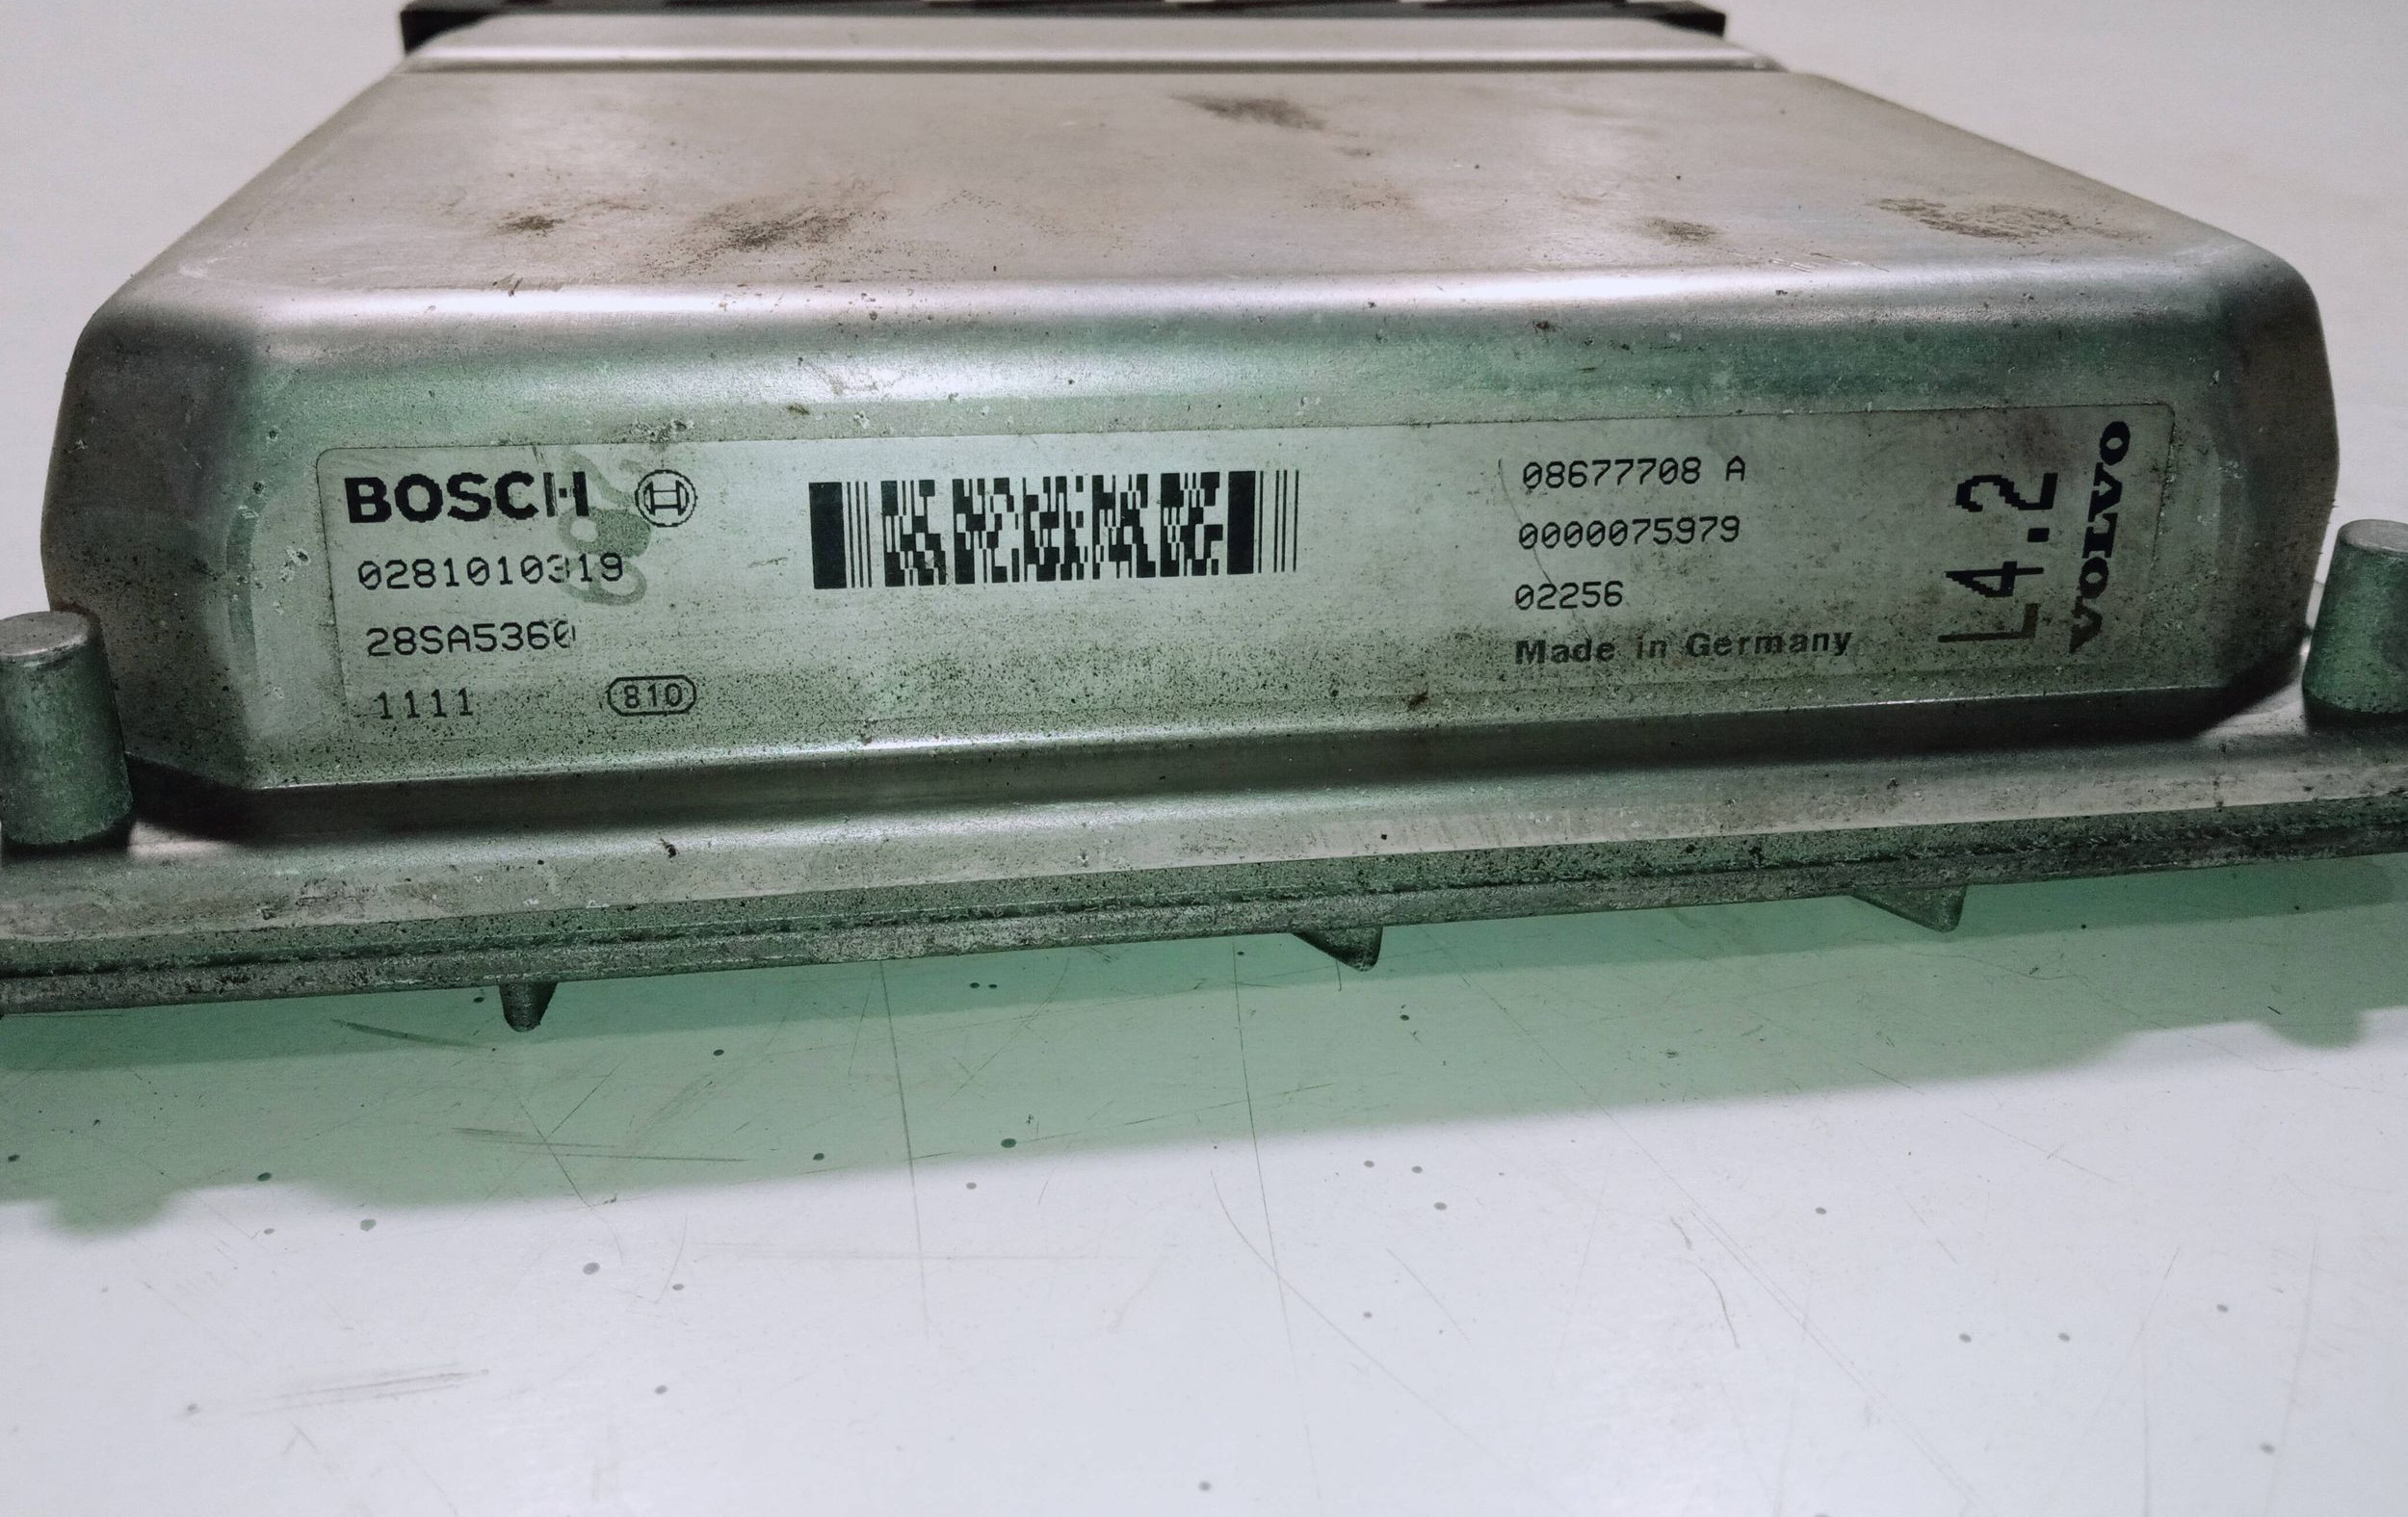 BOSCH
0281010319
28SA5360
1111
810
08677708 A
0000075979
02256
Made in Germany
L4.2
VOLVO